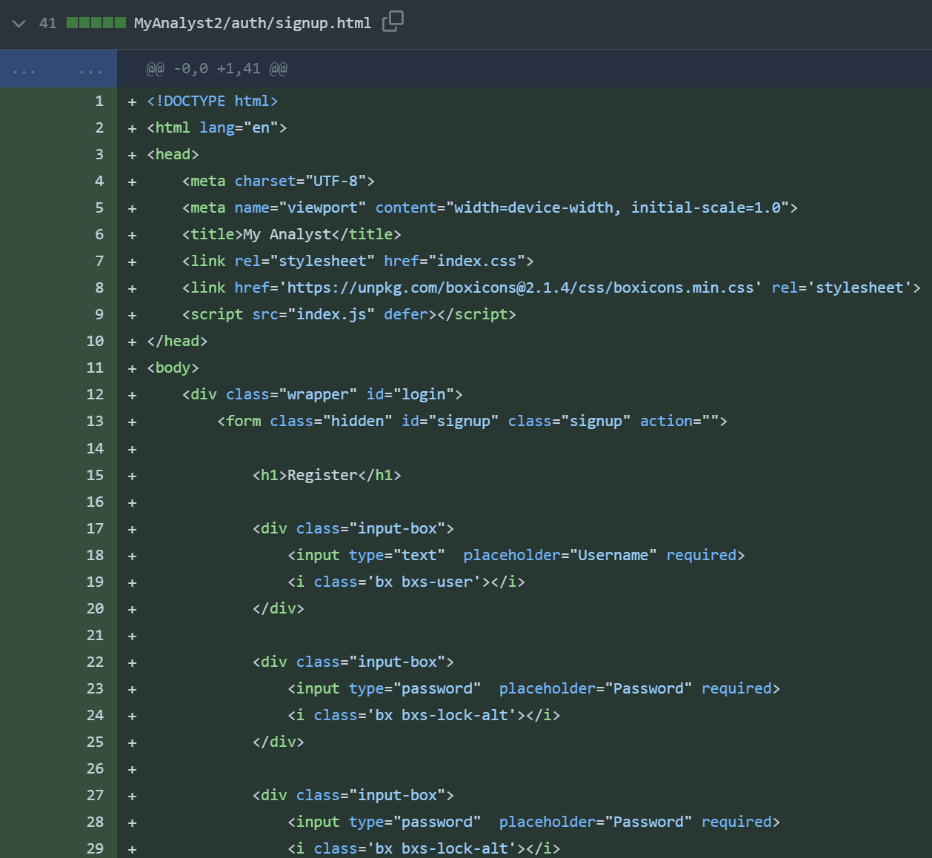 41 MyAnalyst2/auth/signup.html
... ... @@ -0,0 +1,41 @@
1 + <!DOCTYPE html>
2 + <html lang="en">
3 + <head>
4 +     <meta charset="UTF-8">
5 +     <meta name="viewport" content="width=device-width, initial-scale=1.0">
6 +     <title>My Analyst</title>
7 +     <link rel="stylesheet" href="index.css">
8 +     <link href='https://unpkg.com/boxicons@2.1.4/css/boxicons.min.css' rel='stylesheet'>
9 +     <script src="index.js" defer></script>
10 + </head>
11 + <body>
12 +     <div class="wrapper" id="login">
13 +         <form class="hidden" id="signup" class="signup" action="">
14 +
15 +             <h1>Register</h1>
16 +
17 +             <div class="input-box">
18 +                 <input type="text"  placeholder="Username" required>
19 +                 <i class='bx bxs-user'></i>
20 +             </div>
21 +
22 +             <div class="input-box">
23 +                 <input type="password"  placeholder="Password" required>
24 +                 <i class='bx bxs-lock-alt'></i>
25 +             </div>
26 +
27 +             <div class="input-box">
28 +                 <input type="password"  placeholder="Password" required>
29 +                 <i class='bx bxs-lock-alt'></i>